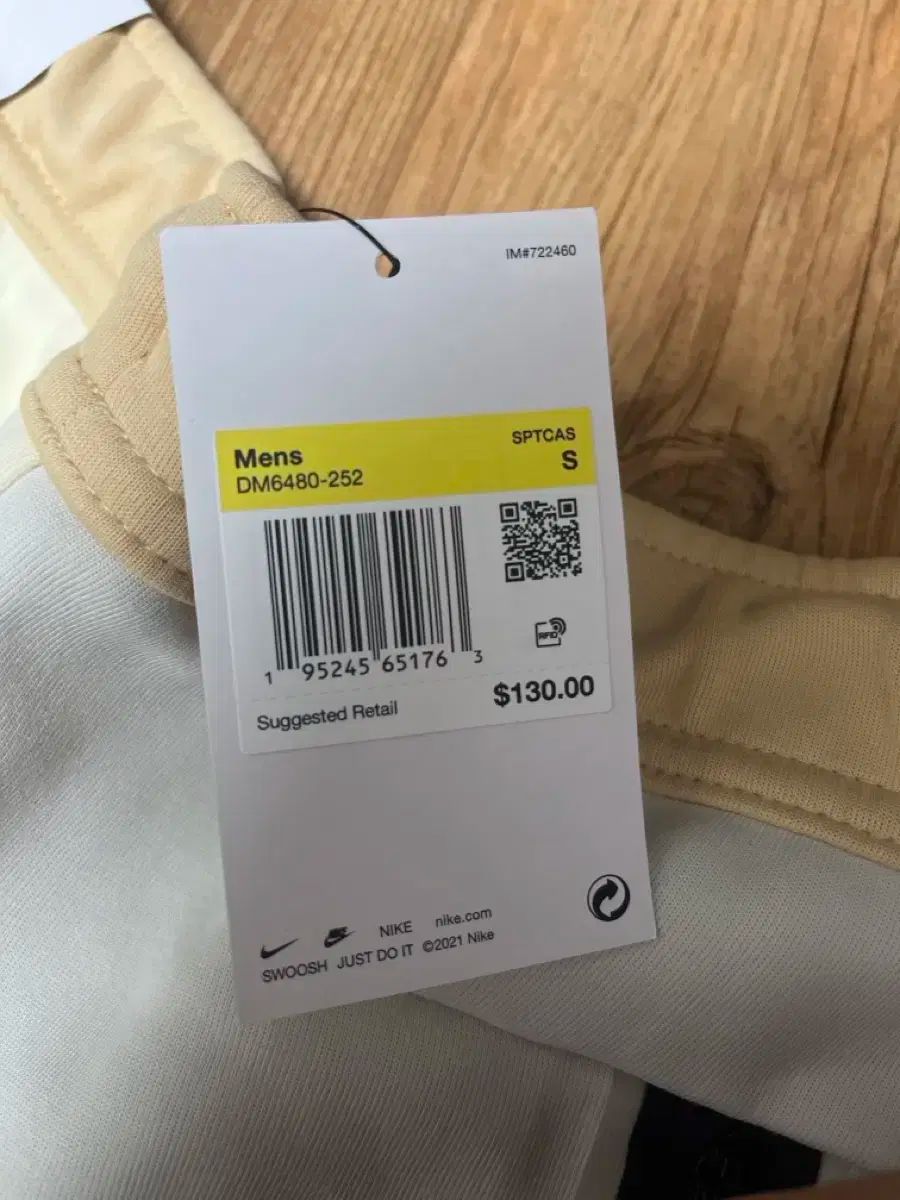 IM#722460
Mens SPTCAS
DM6480-252 S
1 95245 65176 3
RFID
Suggested Retail $130.00
NIKE nike.com
SWOOSH JUST DO IT ©2021 Nike